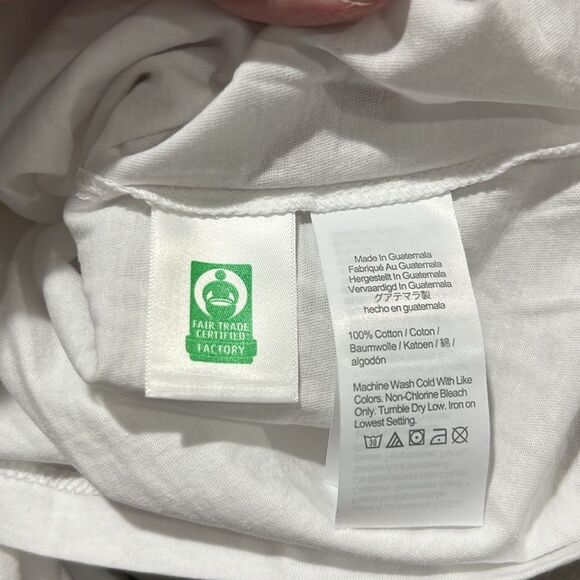 FAIR TRADE
CERTIFIED
FACTORY
Made In Guatemala
Fabriqué Au Guatemala
Hergestellt In Guatemala
Vervaardigd In Guatemala
グアテマラ製
hecho en guatemala
100% Cotton / Coton /
Baumwolle / Katoen / 綿 /
algodón
Machine Wash Cold With Like
Colors. Non-Chlorine Bleach
Only. Tumble Dry Low. Iron on
Lowest Setting.
30